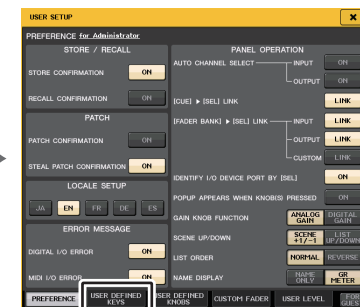 USER SETUP
PREFERENCE for Administrator
STORE / RECALL
STORE CONFIRMATION ON
RECALL CONFIRMATION ON
PATCH
PATCH CONFIRMATION ON
STEAL PATCH CONFIRMATION ON
LOCALE SETUP
JA EN FR DE ES
ERROR MESSAGE
DIGITAL I/O ERROR ON
MIDI I/O ERROR ON
PANEL OPERATION
AUTO CHANNEL SELECT INPUT ON
OUTPUT ON
[CUE] ▶ [SEL] LINK LINK
[FADER BANK] ▶ [SEL] LINK INPUT LINK
OUTPUT LINK
CUSTOM LINK
IDENTIFY I/O DEVICE PORT BY [SEL] ON
POPUP APPEARS WHEN KNOB(S) PRESSED ON
GAIN KNOB FUNCTION ANALOG GAIN DIGITAL GAIN
SCENE UP/DOWN SCENE +1/-1 LIST UP/DOWN
LIST ORDER NORMAL REVERSE
NAME DISPLAY NAME ONLY GR METER
PREFERENCE USER DEFINED KEYS USER DEFINED KNOBS CUSTOM FADER USER LEVEL